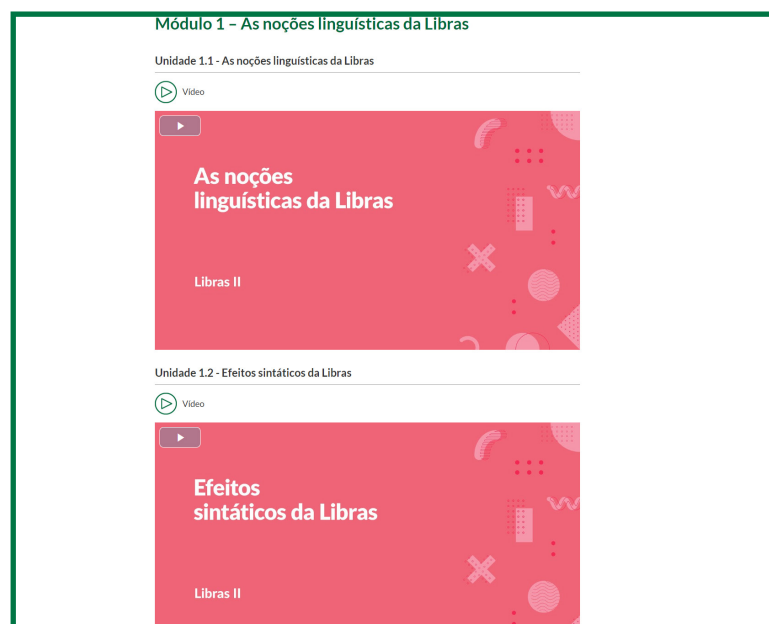 Módulo 1 – As noções linguísticas da Libras
Unidade 1.1 - As noções linguísticas da Libras
Vídeo
As noções
linguísticas da Libras
Libras II
Unidade 1.2 - Efeitos sintáticos da Libras
Vídeo
Efeitos
sintáticos da Libras
Libras II